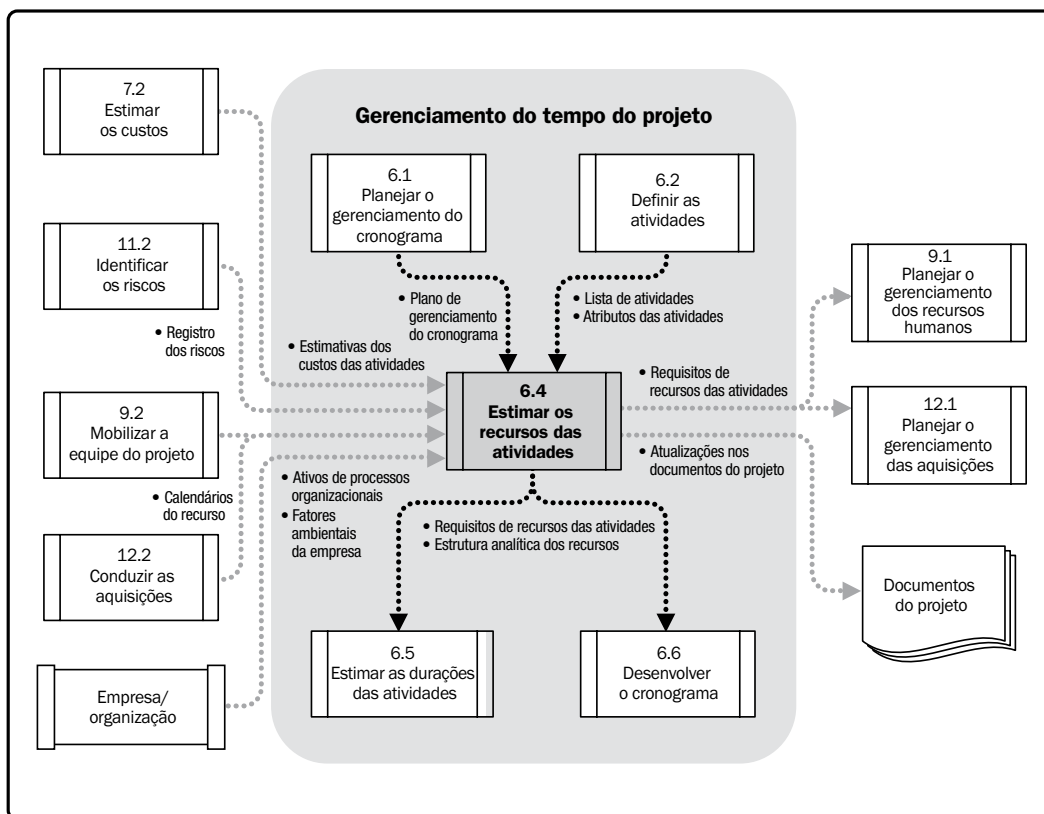 Gerenciamento do tempo do projeto
7.2
Estimar
os custos
6.1
Planejar o
gerenciamento do
cronograma
6.2
Definir as
atividades
11.2
Identificar
os riscos
9.1
Planejar o
gerenciamento
dos recursos
humanos
• Registro
dos riscos
• Plano de
gerenciamento
do cronograma
• Lista de atividades
• Atributos das atividades
• Estimativas dos
custos das atividades
6.4
Estimar os
recursos das
atividades
• Requisitos de
recursos das atividades
9.2
Mobilizar a
equipe do projeto
12.1
Planejar o
gerenciamento
das aquisições
• Calendários
do recurso
• Ativos de processos
organizacionais
• Fatores
ambientais
da empresa
• Atualizações nos
documentos do projeto
• Requisitos de recursos das atividades
• Estrutura analítica dos recursos
12.2
Conduzir as
aquisições
Documentos
do projeto
6.5
Estimar as durações
das atividades
6.6
Desenvolver
o cronograma
Empresa/
organização